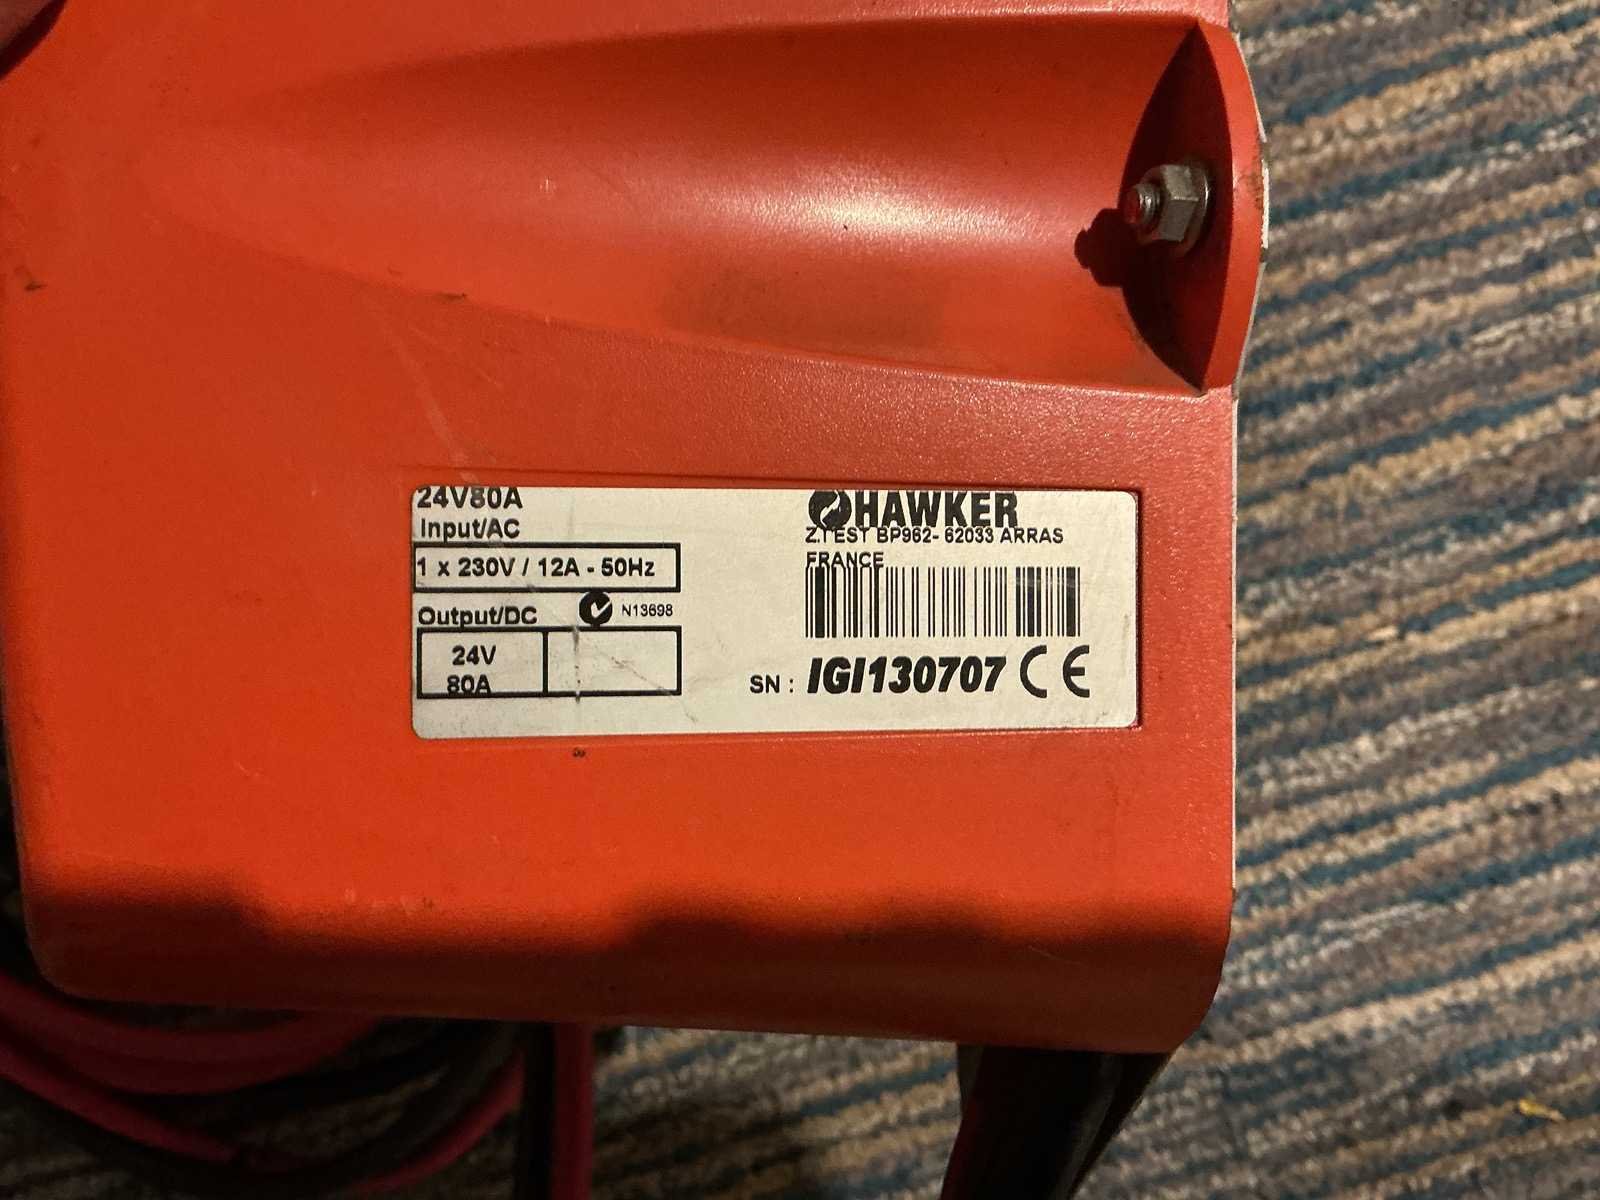 24V80A
Input/AC
1 x 230V / 12A - 50Hz
Output/DC N13698
24V
80A
HAWKER
Z.I EST BP962- 62033 ARRAS
FRANCE
SN : IGI130707 CE